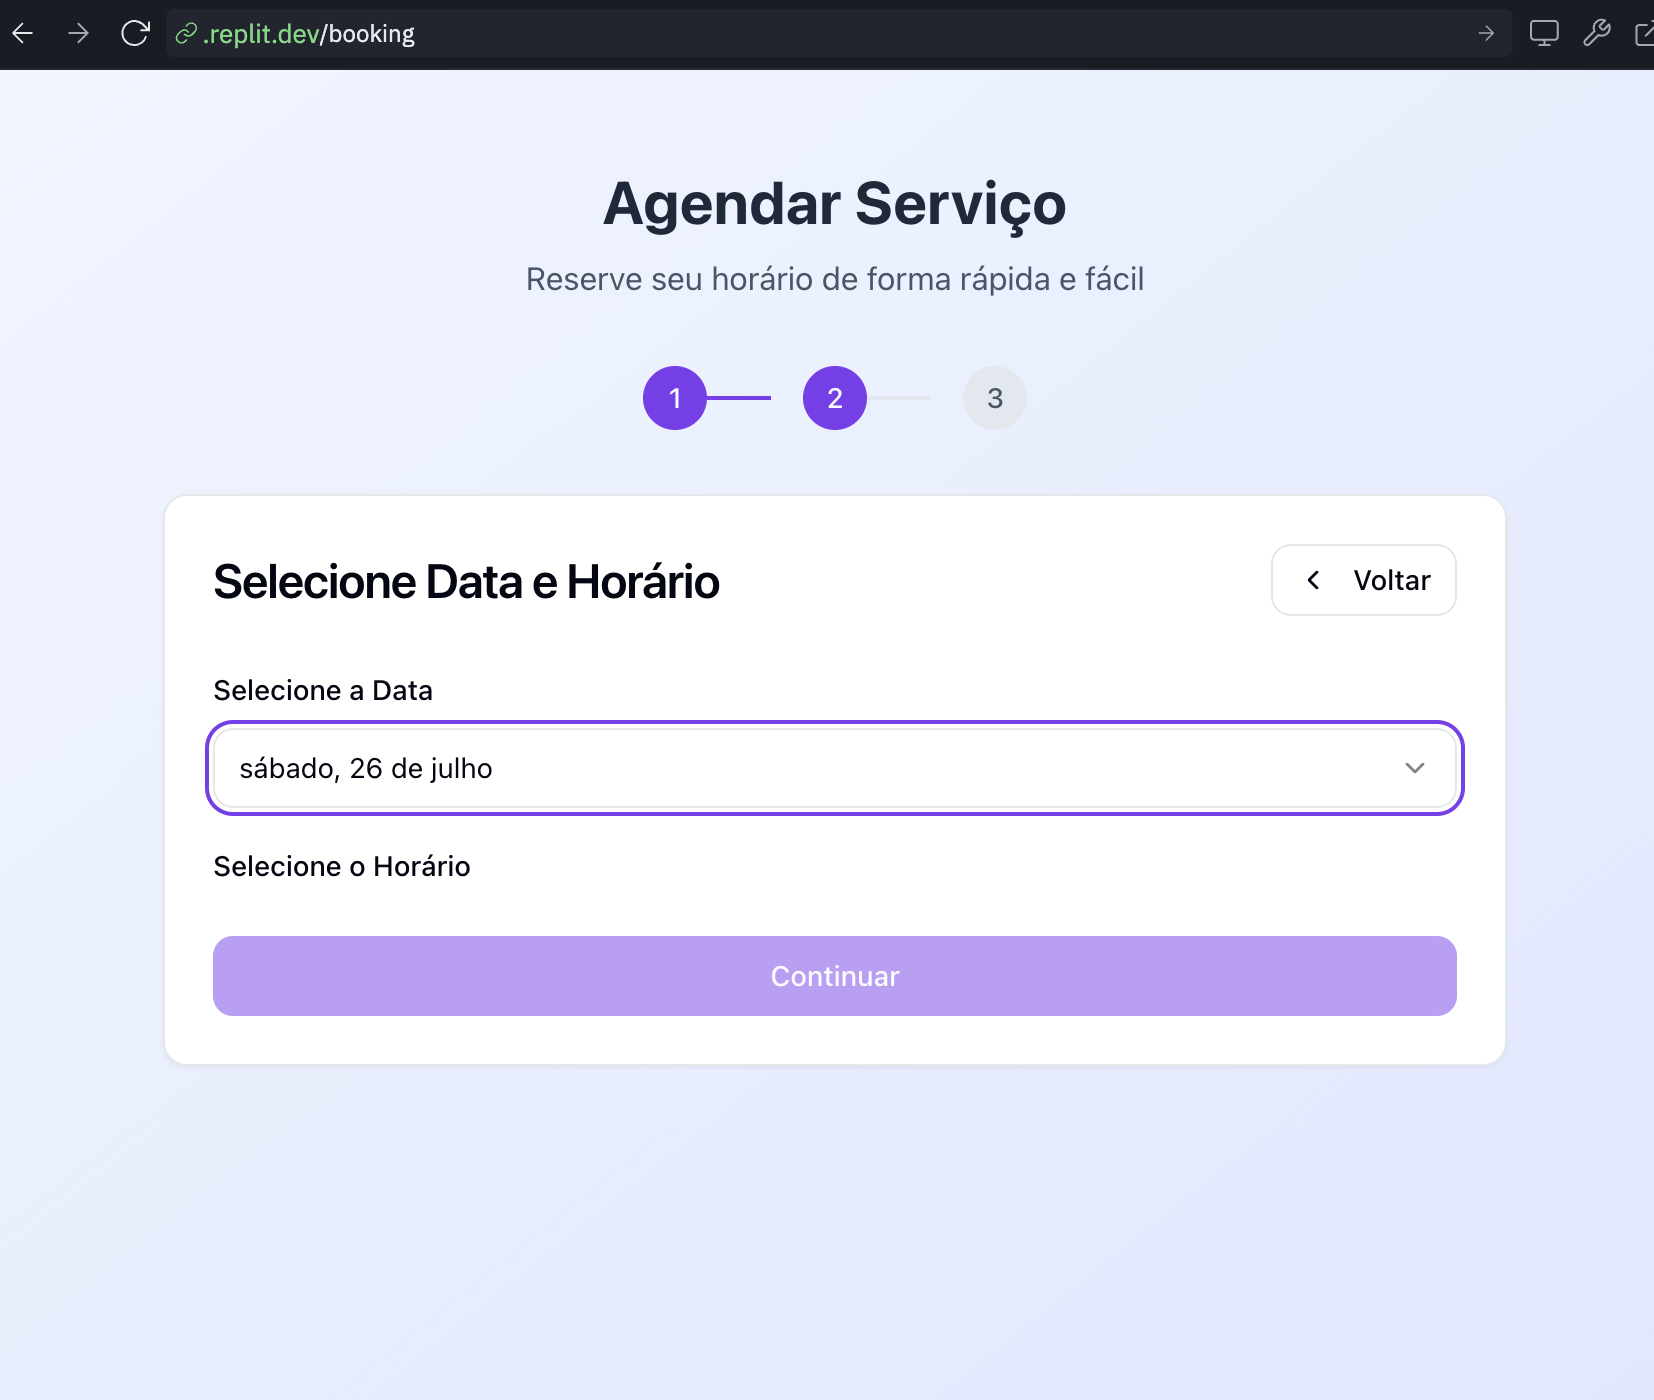 .replit.dev/booking
Agendar Serviço
Reserve seu horário de forma rápida e fácil
1 2 3
Selecione Data e Horário
Voltar
Selecione a Data
sábado, 26 de julho
Selecione o Horário
Continuar